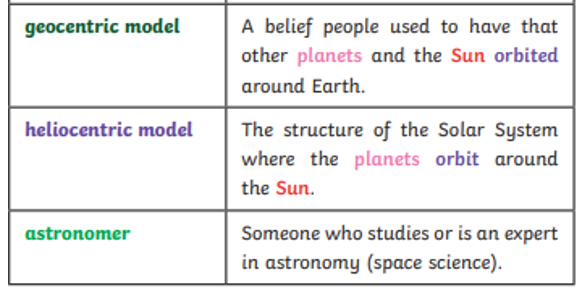 geocentric model
A belief people used to have that
other planets and the Sun orbited
around Earth.
heliocentric model
The structure of the Solar System
where the planets orbit around
the Sun.
astronomer
Someone who studies or is an expert
in astronomy (space science).